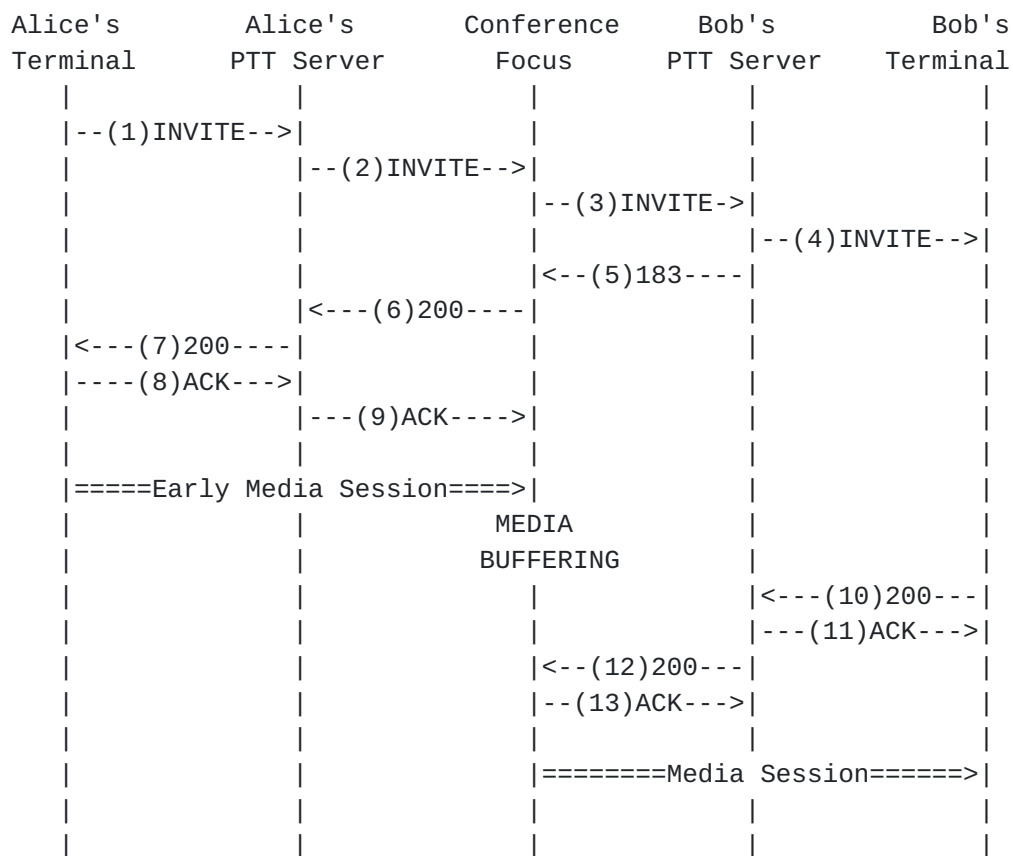 Alice's          Alice's         Conference       Bob's            Bob's
Terminal        PTT Server         Focus        PTT Server      Terminal
|--(1)INVITE-->|
|--(2)INVITE-->|
|--(3)INVITE->|
|--(4)INVITE-->|
|<--(5)183----|
|<---(6)200----|
|<---(7)200----|
|----(8)ACK--->|
|---(9)ACK---->|
|=====Early Media Session====>|
MEDIA
BUFFERING
|<---(10)200---|
|---(11)ACK--->|
|<--(12)200---|
|--(13)ACK--->|
|========Media Session======>|